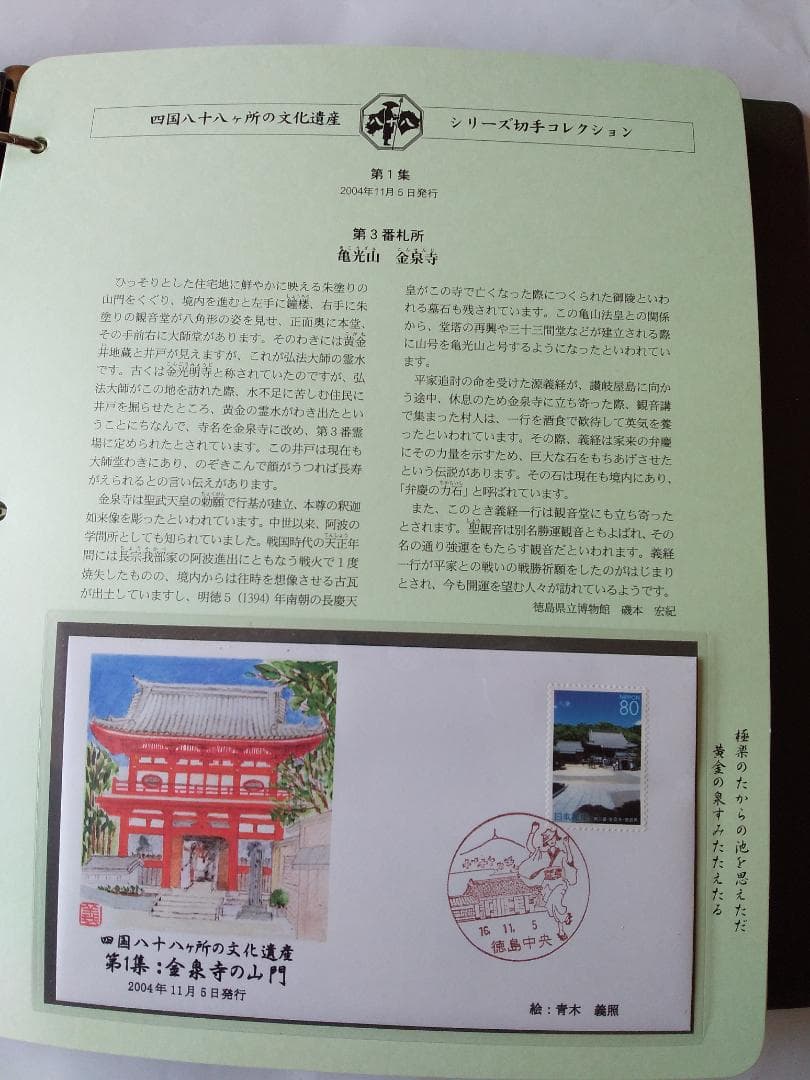 四国八十八ヶ所の文化遺産
シリーズ切手コレクション
第1集
2004年11月5日発行
第3番札所
亀光山 金泉寺
ひっそりとした住宅地に鮮やかに映える朱塗りの
山門をくぐり、境内を進むと左手に鐘楼、右手に朱
塗りの観音堂が八角形の姿を見せ、正面奥に本堂、
その手前右に大師堂があります。そのわきには黄金
井地蔵と井戸が見えますが、これが弘法大師の霊水
です。古くは金光明寺と称されていたのですが、弘
法大師がこの地を訪れた際、水不足に苦しむ住民に
井戸を掘らせたところ、黄金の霊水がわき出たとい
うことにちなんで、寺名を金泉寺に改め、第3番霊
場に定められたとされています。この井戸は現在も
大師堂わきにあり、のぞきこんで顔がうつれば長寿
がえられるとの言い伝えがあります。
金泉寺は聖武天皇の勅願で行基が建立、本尊の釈迦
如来像を彫ったといわれています。中世以来、阿波の
学問所としても知られていました。戦国時代の天正年
間には長宗我部家の阿波進出にともなう戦火で1度
焼失したものの、境内からは往時を想像させる古瓦
が出土していますし、明徳5(1394)年南朝の長慶天
皇がこの寺で亡くなった際につくられた御陵といわ
れる墓石も残されています。この亀山法皇との関係
から、堂塔の再興や三十三間堂などが建立される際
に山号を亀光山と号するようになったといわれてい
ます。
平家追討の命を受けた源義経が、讃岐屋島に向か
う途中、休息のため金泉寺に立ち寄った際、観音講
で集まった村人は、一行を酒食で歓待して英気を養
ったといわれています。その際、義経は家来の弁慶
にその力量を示すため、巨大な石をもちあげさせた
という伝説があります。その石は現在も境内にあり、
「弁慶の力石」と呼ばれています。
また、このとき義経一行は観音堂にも立ち寄った
とされます。聖観音は別名勝運観音ともよばれ、その
名の通り強運をもたらす観音だといわれます。義経
一行が平家との戦いの戦勝祈願をしたのがはじまり
とされ、今も開運を望む人々が訪れているようです。
徳島県立博物館 磯本 宏紀
NIPPON
80
日本郵便
16.11.5
徳島中央
四国八十八ヶ所の文化遺産
第1集:金泉寺の山門
2004年11月5日発行
絵:青木 義照
極楽のたからの池を思えただ
黄金の泉すみたたえたる